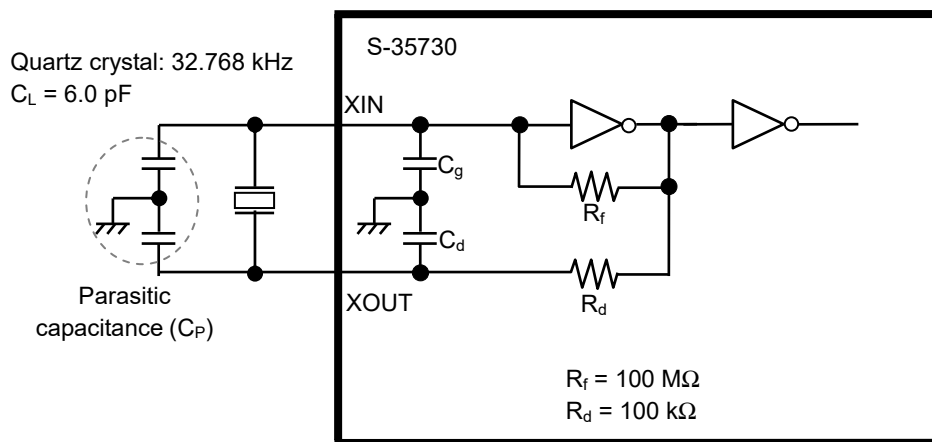 S-35730
Quartz crystal: 32.768 kHz
C_L = 6.0 pF
XIN
C_g
R_f
C_d
XOUT
R_d
Parasitic
capacitance (C_P)
R_f = 100 MΩ
R_d = 100 kΩ